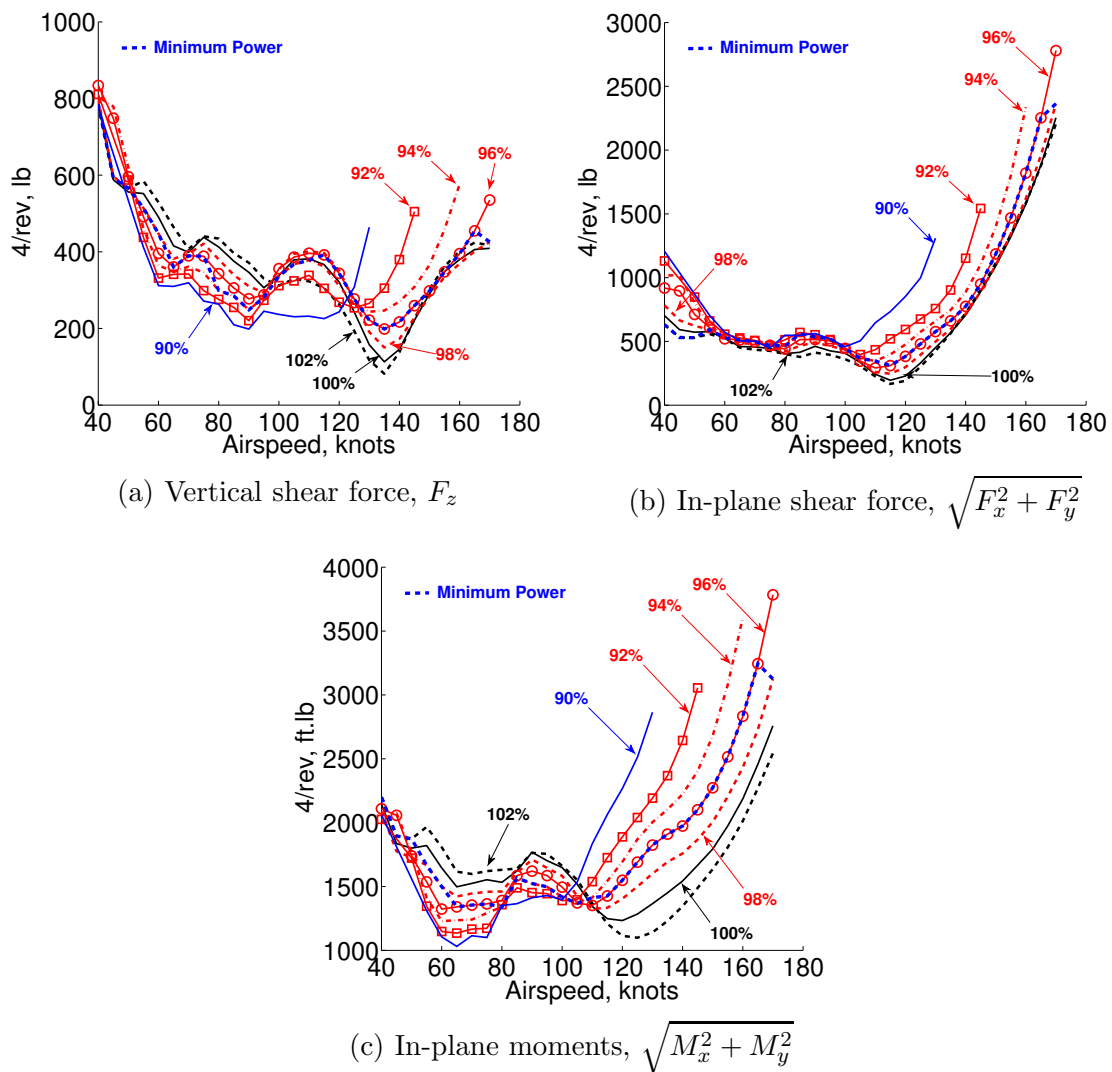 1000
800
600
400
200
0
4/rev, lb
Minimum Power
90%
92%
94%
96%
102%
100%
98%
40 60 80 100 120 140 160 180
Airspeed, knots
(a) Vertical shear force, F_z
3000
2500
2000
1500
1000
500
0
4/rev, lb
Minimum Power
96%
94%
92%
90%
98%
102%
100%
40 60 80 100 120 140 160 180
Airspeed, knots
(b) In-plane shear force, √(F_x^2 + F_y^2)
4000
3500
3000
2500
2000
1500
1000
4/rev, ft.lb
Minimum Power
96%
94%
92%
90%
102%
98%
100%
40 60 80 100 120 140 160 180
Airspeed, knots
(c) In-plane moments, √(M_x^2 + M_y^2)